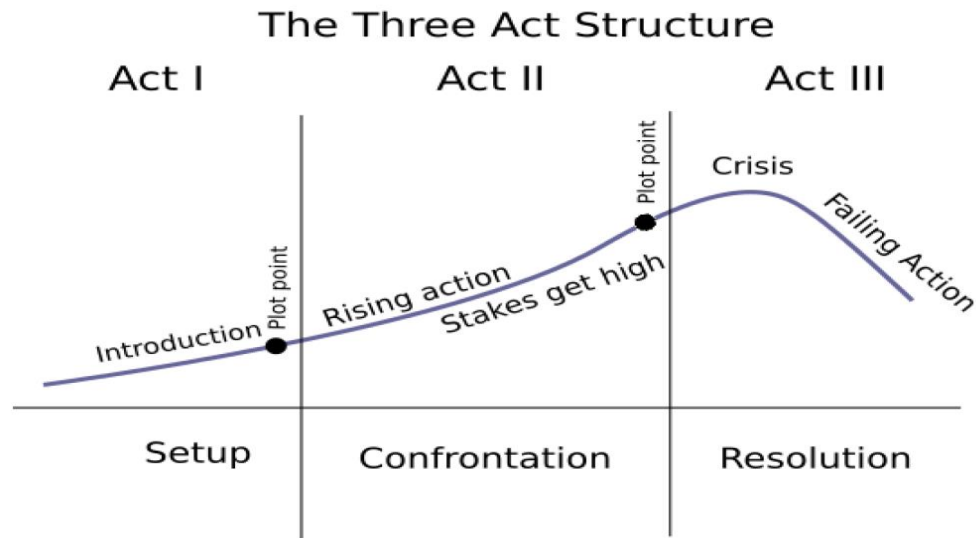 The Three Act Structure
Act I
Act II
Act III
Introduction
Plot point
Rising action
Stakes get high
Plot point
Crisis
Failing Action
Setup
Confrontation
Resolution